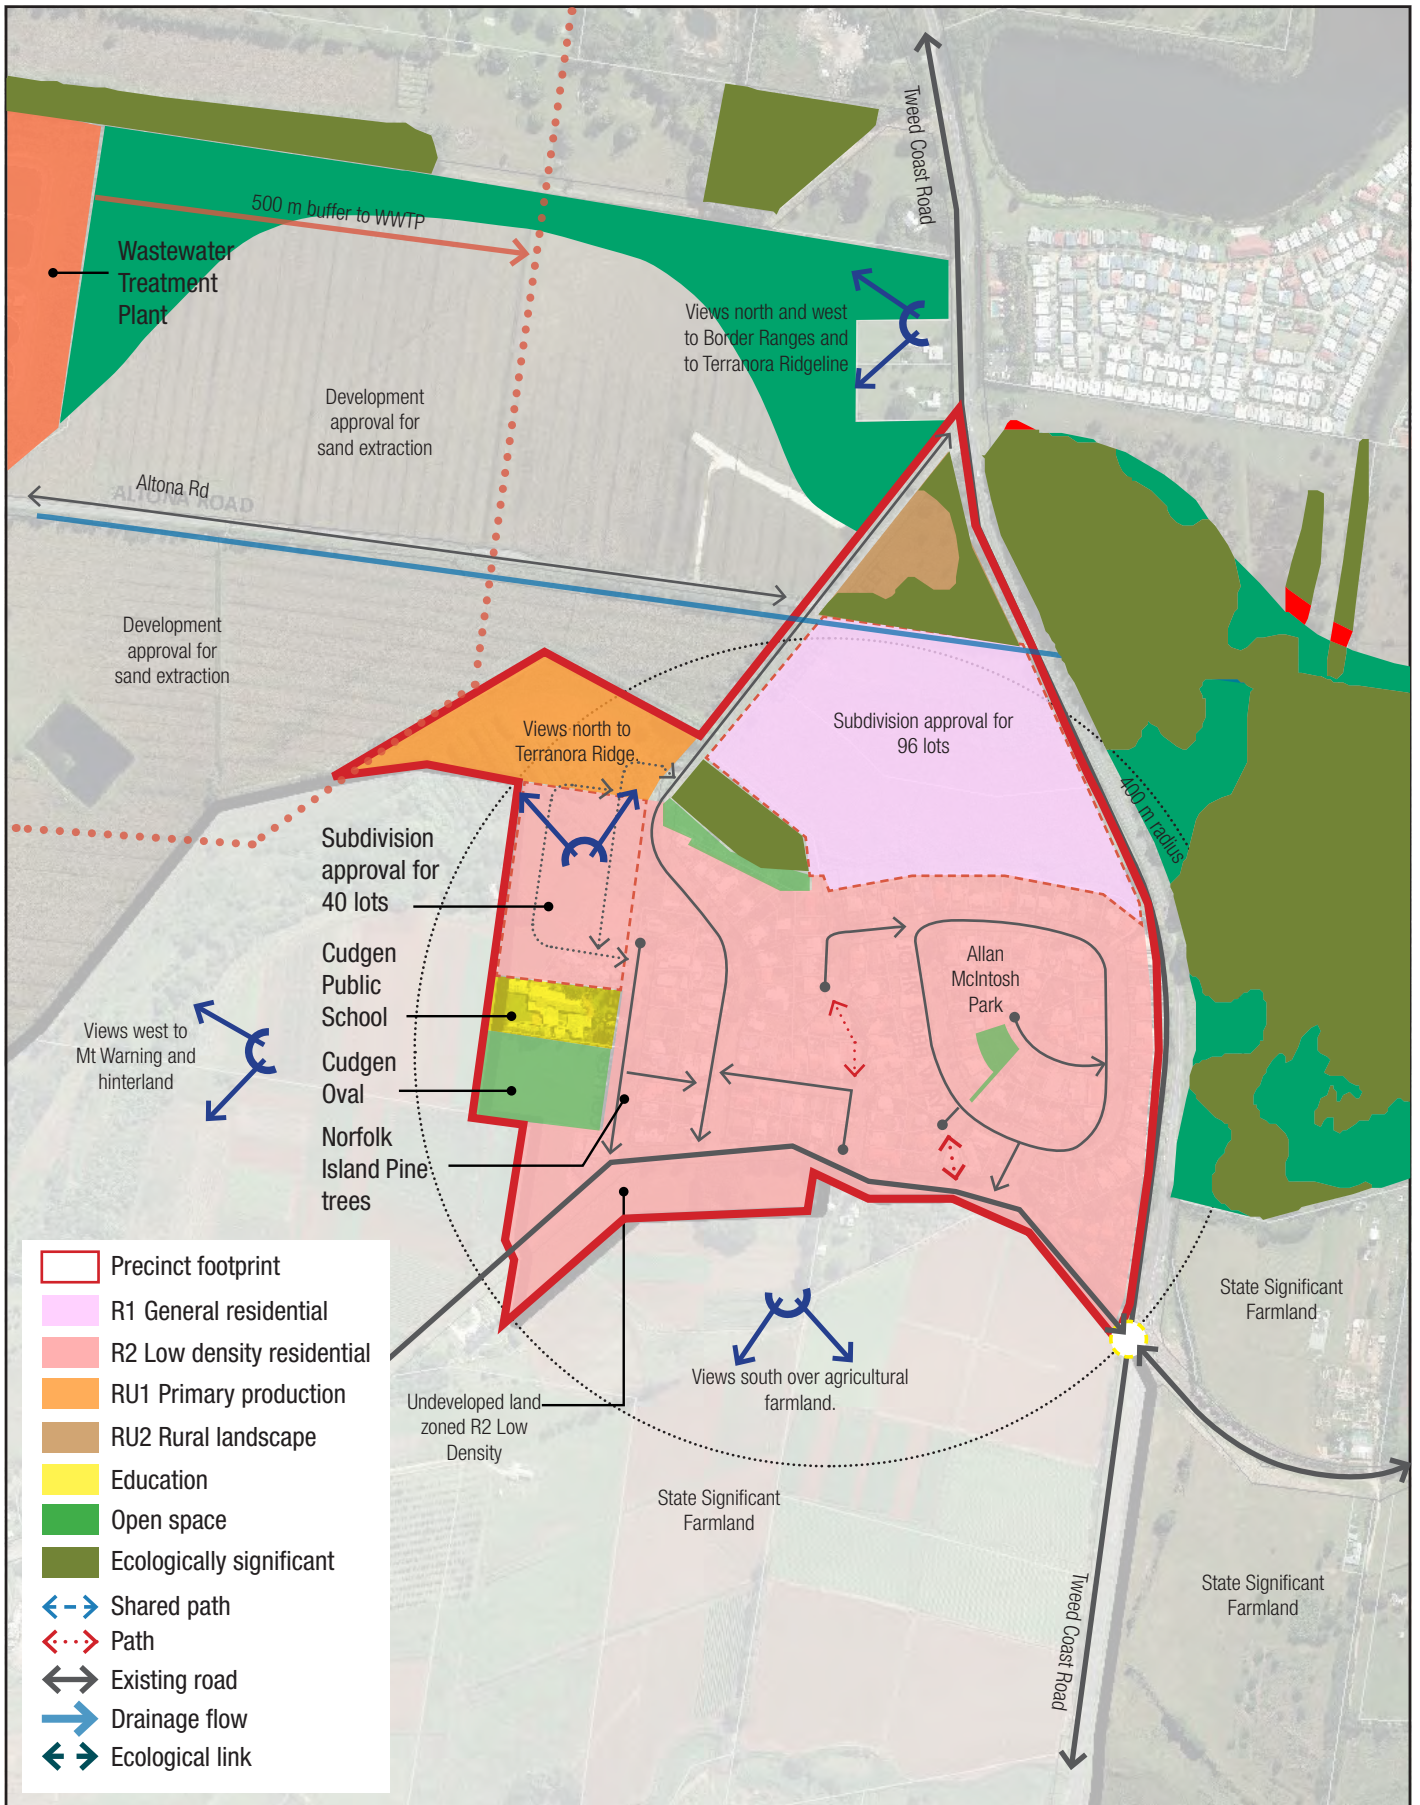 Tweed Coast Road
500 m buffer to WWTP
Wastewater
Treatment
Plant
Views north and west
to Border Ranges and
to Terranora Ridgeline
Development
approval for
sand extraction
Altona Rd
ALTONA ROAD
Development
approval for
sand extraction
Views north to
Terranora Ridge
Subdivision approval for
96 lots
400 m radius
Subdivision
approval for
40 lots
Cudgen
Public
School
Cudgen
Oval
Norfolk
Island Pine
trees
Allan
McIntosh
Park
Views west to
Mt Warning and
hinterland
State Significant
Farmland
Views south over agricultural
farmland.
Undeveloped land
zoned R2 Low
Density
State Significant
Farmland
State Significant
Farmland
Tweed Coast Road
Precinct footprint
R1 General residential
R2 Low density residential
RU1 Primary production
RU2 Rural landscape
Education
Open space
Ecologically significant
Shared path
Path
Existing road
Drainage flow
Ecological link